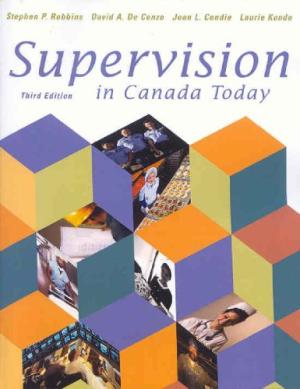 Stephen P. Robbins David A. De Cenzo Joan L. Condie Laurie Kondo
Supervision
Third Edition in Canada Today